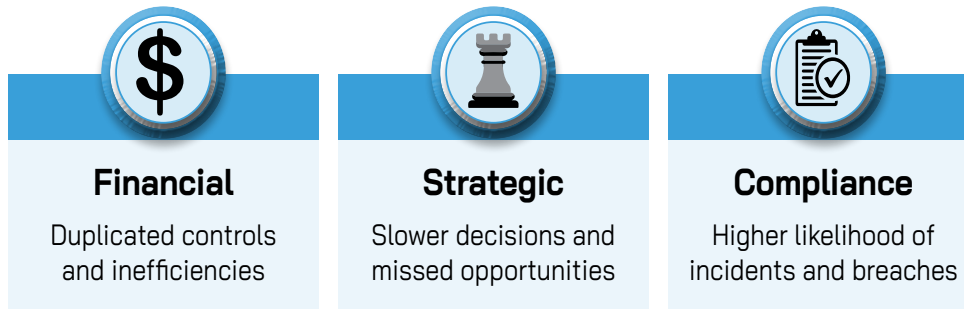 $
Financial
Duplicated controls
and inefficiencies
Strategic
Slower decisions and
missed opportunities
Compliance
Higher likelihood of
incidents and breaches